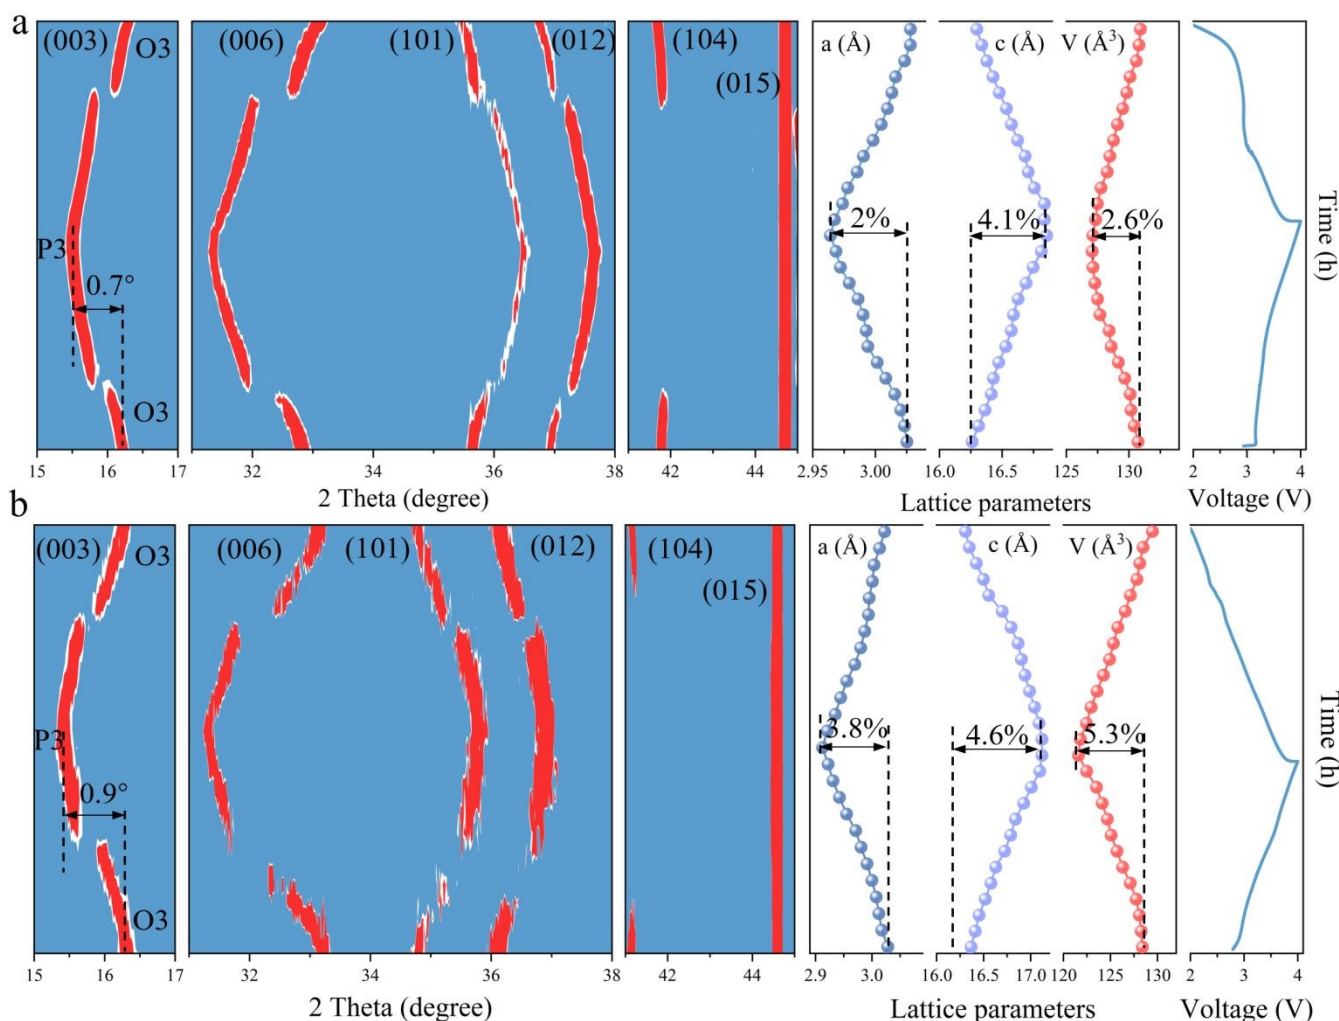 a
(003)
O3
(006)
(101)
(012)
(104)
(015)
a (Å)
c (Å)
V (Å³)
P3
0.7°
O3
2%
4.1%
2.6%
Time (h)
15 16 17
32 34 36 38
42 44
2.95 3.00
16.0 16.5
125 130
2 3 4
2 Theta (degree)
Lattice parameters
Voltage (V)
b
(003)
O3
(006)
(101)
(012)
(104)
(015)
a (Å)
c (Å)
V (Å³)
P3
0.9°
O3
3.8%
4.6%
5.3%
Time (h)
15 16 17
32 34 36 38
42 44
2.9 3.0
16.0 16.5 17.0
120 125 130
2 3 4
2 Theta (degree)
Lattice parameters
Voltage (V)